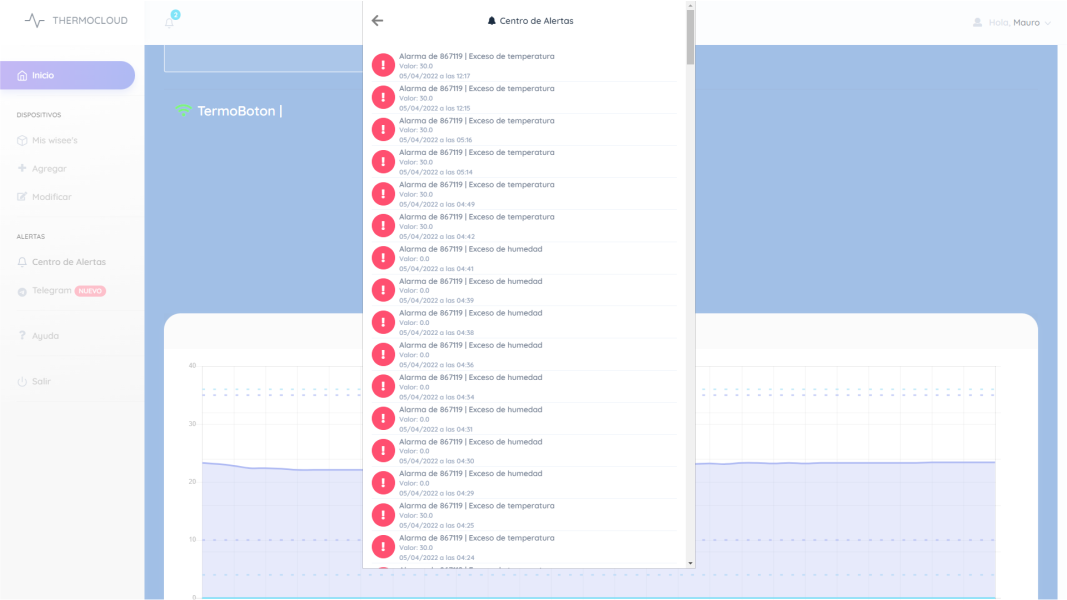 THERMOCLOUD
3
Hola, Mauro
Inicio
DISPOSITIVOS
Mis wisee's
Agregar
Modificar
ALERTAS
Centro de Alertas
Telegram NUEVO
Ayuda
Salir
TermoBoton |
Centro de Alertas
Alarma de 867119 | Exceso de temperatura
Valor: 30.0
05/04/2022 a las 12:17
Alarma de 867119 | Exceso de temperatura
Valor: 30.0
05/04/2022 a las 12:15
Alarma de 867119 | Exceso de temperatura
Valor: 30.0
05/04/2022 a las 05:16
Alarma de 867119 | Exceso de temperatura
Valor: 30.0
05/04/2022 a las 05:14
Alarma de 867119 | Exceso de temperatura
Valor: 30.0
05/04/2022 a las 04:49
Alarma de 867119 | Exceso de temperatura
Valor: 30.0
05/04/2022 a las 04:42
Alarma de 867119 | Exceso de humedad
Valor: 0.0
05/04/2022 a las 04:41
Alarma de 867119 | Exceso de humedad
Valor: 0.0
05/04/2022 a las 04:39
Alarma de 867119 | Exceso de humedad
Valor: 0.0
05/04/2022 a las 04:38
Alarma de 867119 | Exceso de humedad
Valor: 0.0
05/04/2022 a las 04:36
Alarma de 867119 | Exceso de humedad
Valor: 0.0
05/04/2022 a las 04:34
Alarma de 867119 | Exceso de humedad
Valor: 0.0
05/04/2022 a las 04:31
Alarma de 867119 | Exceso de humedad
Valor: 0.0
05/04/2022 a las 04:30
Alarma de 867119 | Exceso de humedad
Valor: 0.0
05/04/2022 a las 04:29
Alarma de 867119 | Exceso de temperatura
Valor: 30.0
05/04/2022 a las 04:25
Alarma de 867119 | Exceso de temperatura
Valor: 30.0
05/04/2022 a las 04:24
40
30
20
10
0